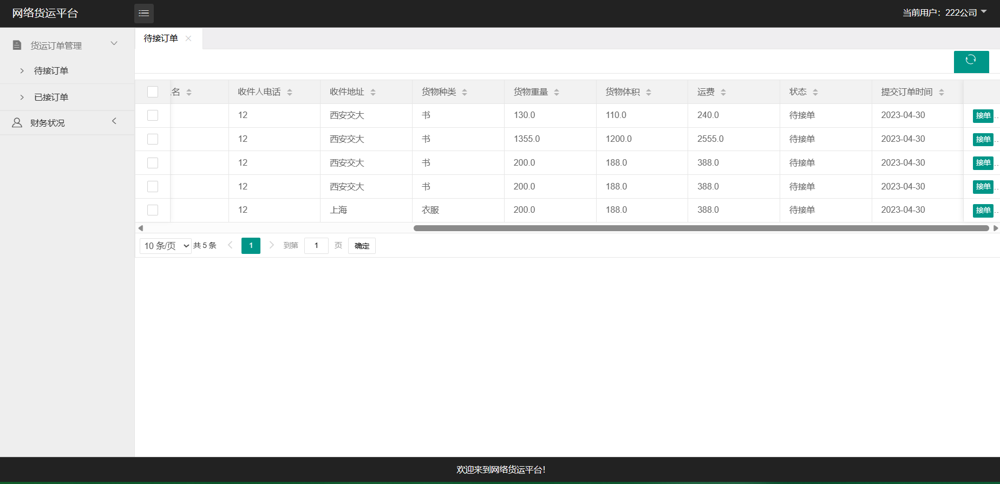 网络货运平台
当前用户：222公司
货运订单管理
待接订单
已接订单
财务状况
待接订单
名 收件人电话 收件地址 货物种类 货物重量 货物体积 运费 状态 提交订单时间
12 西安交大 书 130.0 110.0 240.0 待接单 2023-04-30 接单 ..
12 西安交大 书 1355.0 1200.0 2555.0 待接单 2023-04-30 接单 ..
12 西安交大 书 200.0 188.0 388.0 待接单 2023-04-30 接单 ..
12 西安交大 书 200.0 188.0 388.0 待接单 2023-04-30 接单 ..
12 上海 衣服 200.0 188.0 388.0 待接单 2023-04-30 接单 ..
10 条/页 共 5 条 1 到第 1 页 确定
欢迎来到网络货运平台!